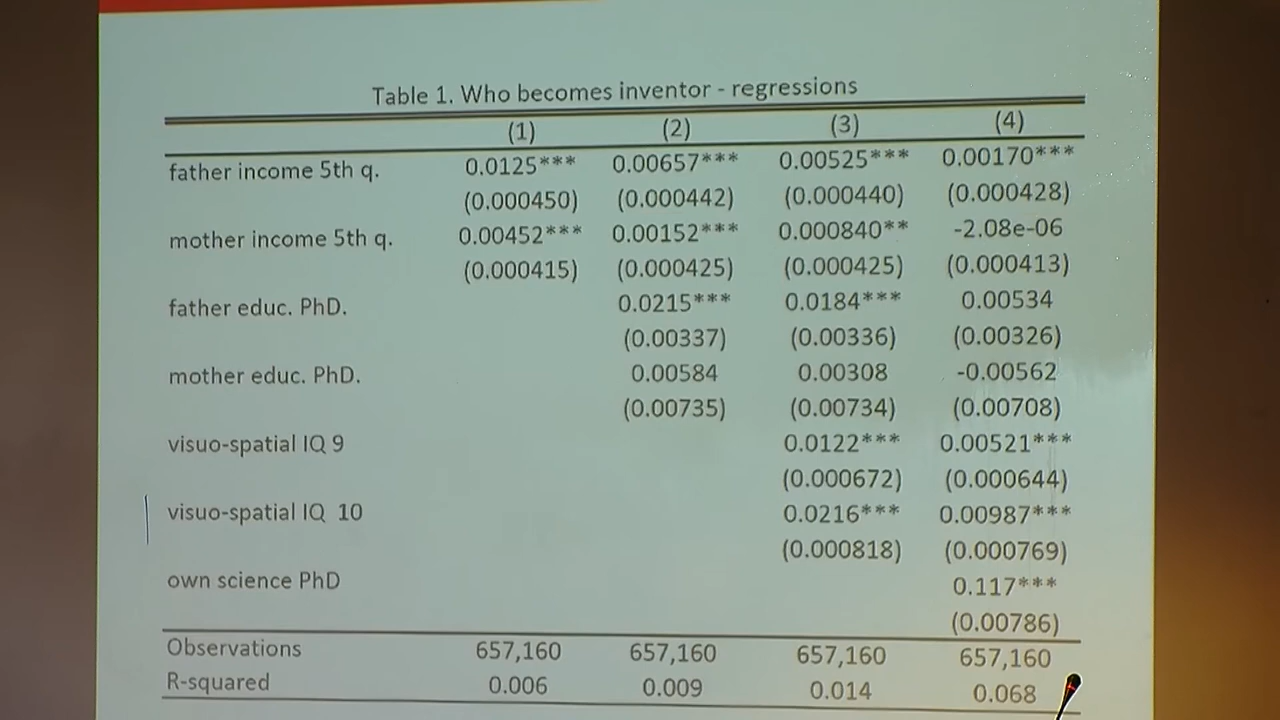 Table 1. Who becomes inventor - regressions
(1) (2) (3) (4)
father income 5th q. 0.0125*** 0.00657*** 0.00525*** 0.00170***
(0.000450) (0.000442) (0.000440) (0.000428)
mother income 5th q. 0.00452*** 0.00152*** 0.000840** -2.08e-06
(0.000415) (0.000425) (0.000425) (0.000413)
father educ. PhD. 0.0215*** 0.0184*** 0.00534
(0.00337) (0.00336) (0.00326)
mother educ. PhD. 0.00584 0.00308 -0.00562
(0.00735) (0.00734) (0.00708)
visuo-spatial IQ 9 0.0122*** 0.00521***
(0.000672) (0.000644)
visuo-spatial IQ 10 0.0216*** 0.00987***
(0.000818) (0.000769)
own science PhD 0.117***
(0.00786)
Observations 657,160 657,160 657,160 657,160
R-squared 0.006 0.009 0.014 0.068